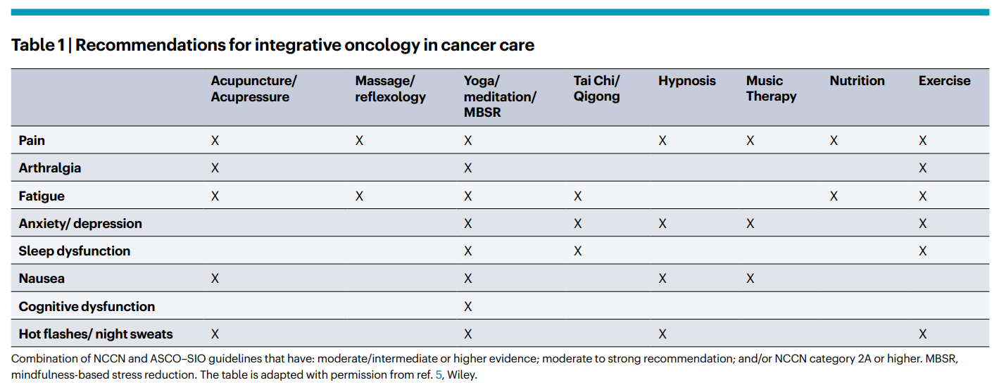 Table 1 | Recommendations for integrative oncology in cancer care
Acupuncture/ Acupressure Massage/ reflexology Yoga/ meditation/ MBSR Tai Chi/ Qigong Hypnosis Music Therapy Nutrition Exercise
Pain X X X X X X X
Arthralgia X X X
Fatigue X X X X X X
Anxiety/ depression X X X X X
Sleep dysfunction X X X
Nausea X X X X
Cognitive dysfunction X
Hot flashes/ night sweats X X X X
Combination of NCCN and ASCO–SIO guidelines that have: moderate/intermediate or higher evidence; moderate to strong recommendation; and/or NCCN category 2A or higher. MBSR,
mindfulness-based stress reduction. The table is adapted with permission from ref. 5, Wiley.